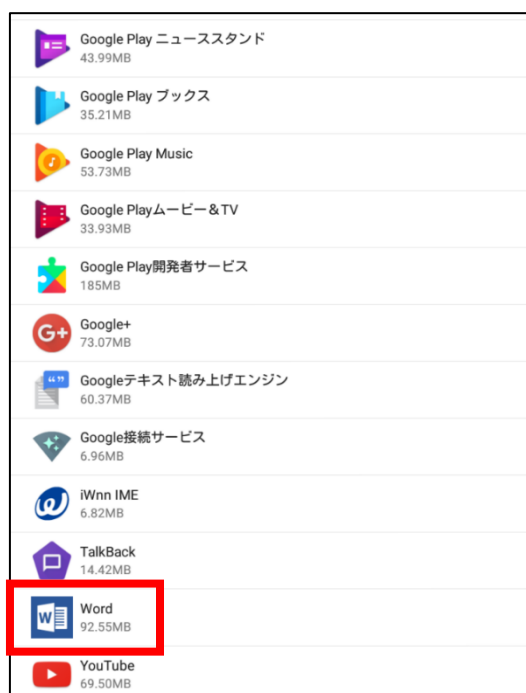 Google Play ニューススタンド
43.99MB
Google Play ブックス
35.21MB
Google Play Music
53.73MB
Google Playムービー＆TV
33.93MB
Google Play開発者サービス
185MB
G+
Google+
73.07MB
Googleテキスト読み上げエンジン
60.37MB
Google接続サービス
6.96MB
iWnn IME
6.82MB
TalkBack
14.42MB
W
Word
92.55MB
YouTube
69.50MB